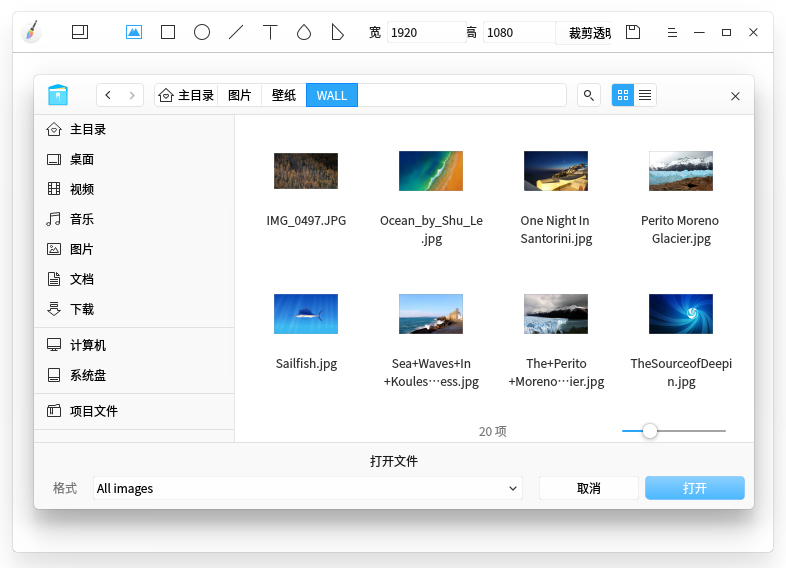 宽 1920 高 1080 裁剪透明
主目录 图片 壁纸 WALL
主目录
桌面
视频
音乐
图片
文档
下载
计算机
系统盘
项目文件
IMG_0497.JPG
Ocean_by_Shu_Le
.jpg
One Night In
Santorini.jpg
Perito Moreno
Glacier.jpg
Sailfish.jpg
Sea+Waves+In
+Koules…ess.jpg
The+Perito
+Moreno…ier.jpg
TheSourceofDeepi
n.jpg
20 项
打开文件
格式 All images 取消 打开